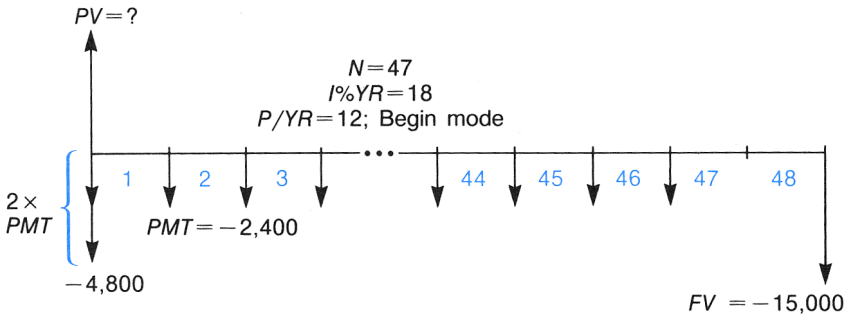 PV=?
N=47
I%YR=18
P/YR=12; Begin mode
1 2 3 ••• 44 45 46 47 48
2×
PMT
PMT=−2,400
−4,800
FV =−15,000